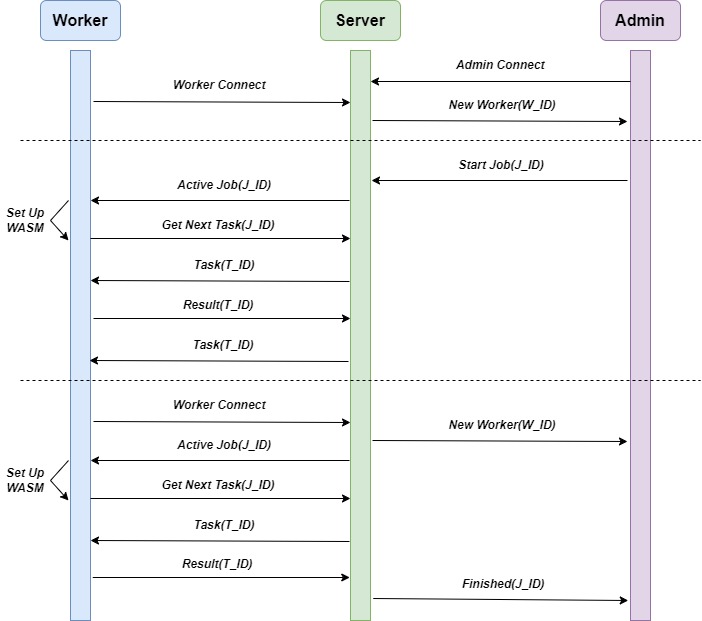 Worker
Server
Admin
Admin Connect
Worker Connect
New Worker(W_ID)
Start Job(J_ID)
Active Job(J_ID)
Set Up
WASM
Get Next Task(J_ID)
Task(T_ID)
Result(T_ID)
Task(T_ID)
Worker Connect
New Worker(W_ID)
Active Job(J_ID)
Set Up
WASM
Get Next Task(J_ID)
Task(T_ID)
Result(T_ID)
Finished(J_ID)